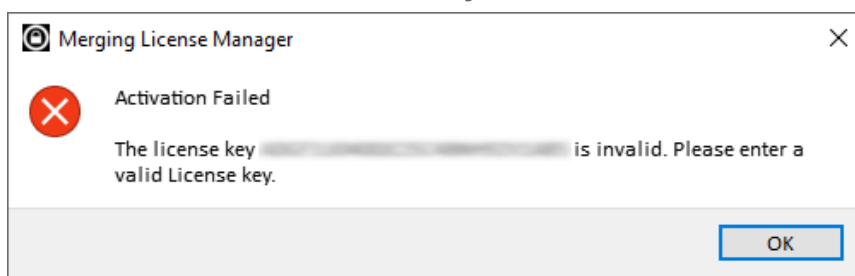 Merging License Manager
Activation Failed
The license key is invalid. Please enter a
valid License key.
OK